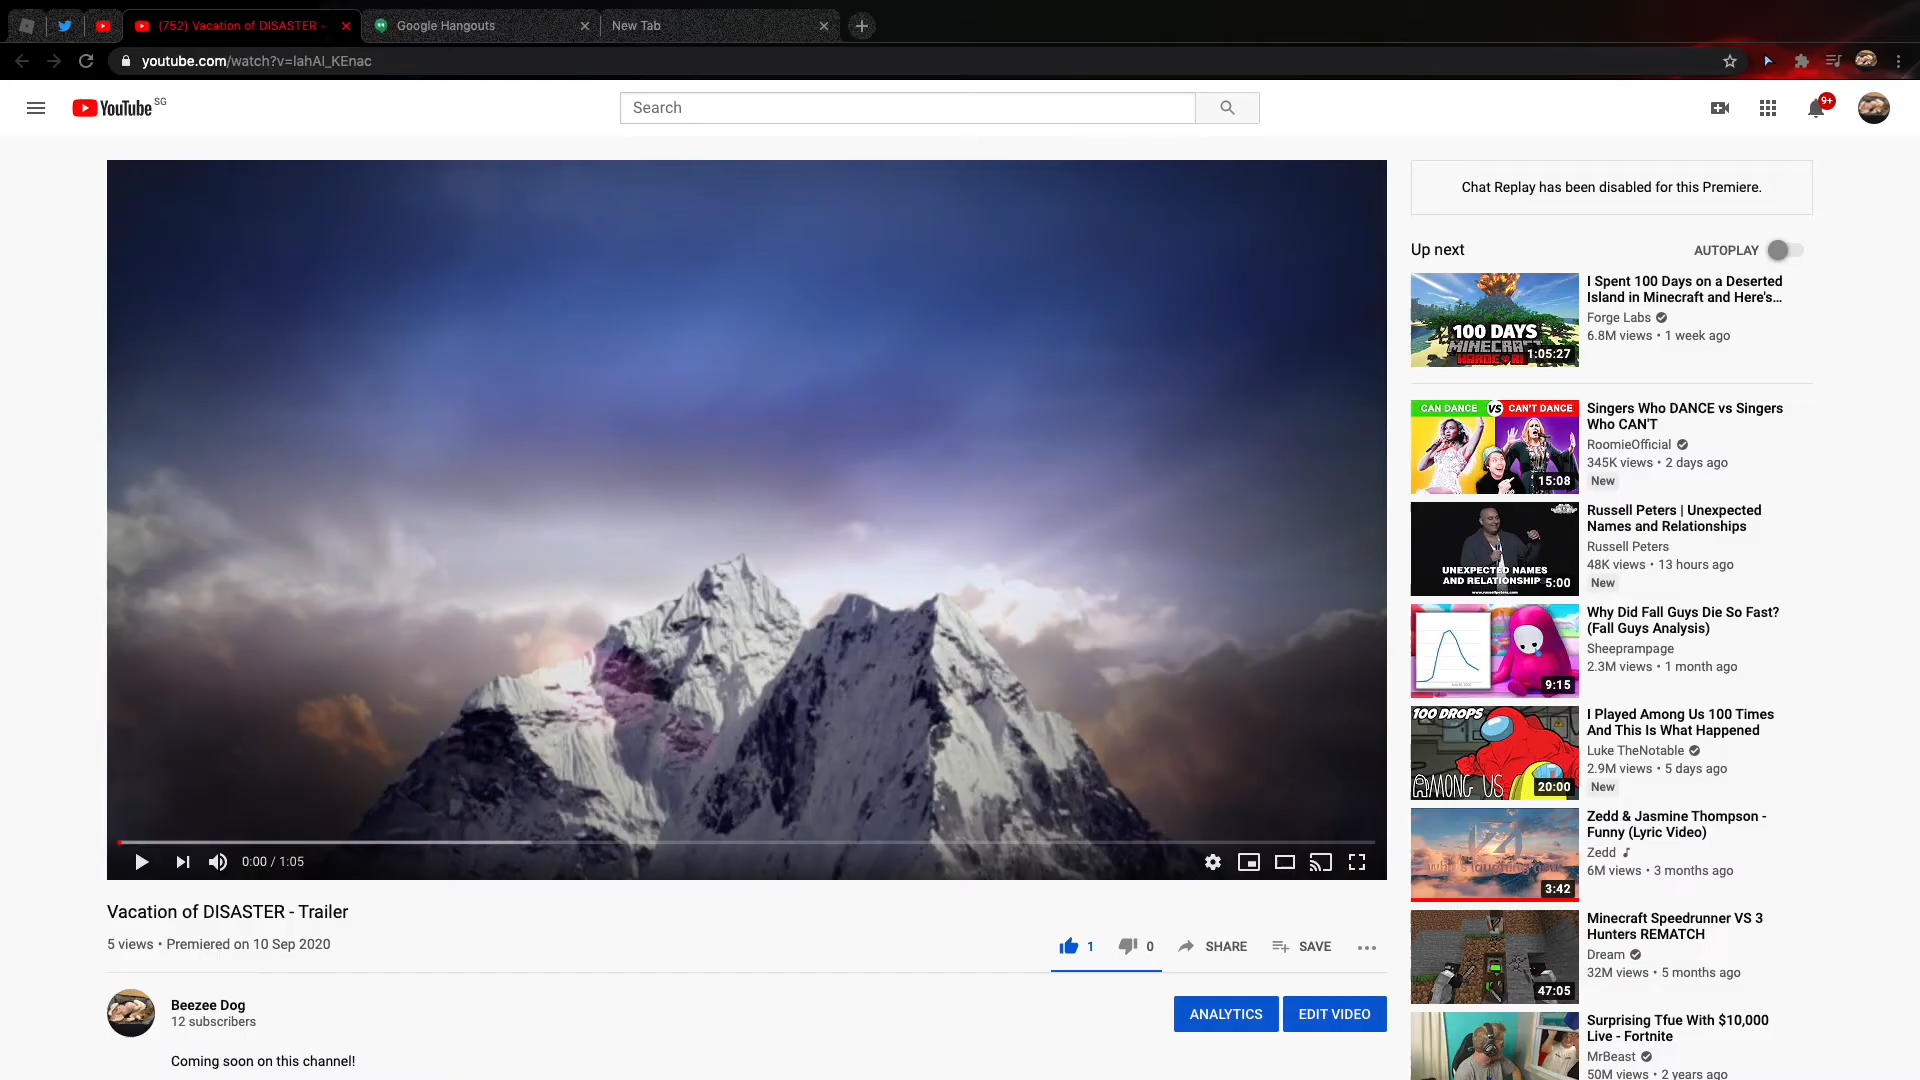 (752) Vacation of DISASTER -
Google Hangouts
New Tab
youtube.com/watch?v=lahAl_KEnac
YouTube SG
Search
9+
Chat Replay has been disabled for this Premiere.
Up next
AUTOPLAY
100 DAYS
MINECRAFT
HARDCORE
1:05:27
I Spent 100 Days on a Deserted
Island in Minecraft and Here's...
Forge Labs
6.8M views • 1 week ago
CAN DANCE VS CAN'T DANCE
15:08
Singers Who DANCE vs Singers
Who CAN'T
RoomieOfficial
345K views • 2 days ago
New
UNEXPECTED NAMES
AND RELATIONSHIP
www.russellpeters.com
5:00
Russell Peters | Unexpected
Names and Relationships
Russell Peters
48K views • 13 hours ago
New
9:15
Why Did Fall Guys Die So Fast?
(Fall Guys Analysis)
Sheeprampage
2.3M views • 1 month ago
100 DROPS
AMONG US
20:00
I Played Among Us 100 Times
And This Is What Happened
Luke TheNotable
2.9M views • 5 days ago
New
3:42
Zedd & Jasmine Thompson -
Funny (Lyric Video)
Zedd
6M views • 3 months ago
47:05
Minecraft Speedrunner VS 3
Hunters REMATCH
Dream
32M views • 5 months ago
Surprising Tfue With $10,000
Live - Fortnite
MrBeast
50M views • 2 years ago
0:00 / 1:05
Vacation of DISASTER - Trailer
5 views • Premiered on 10 Sep 2020
1
0
SHARE
SAVE
Beezee Dog
12 subscribers
ANALYTICS
EDIT VIDEO
Coming soon on this channel!